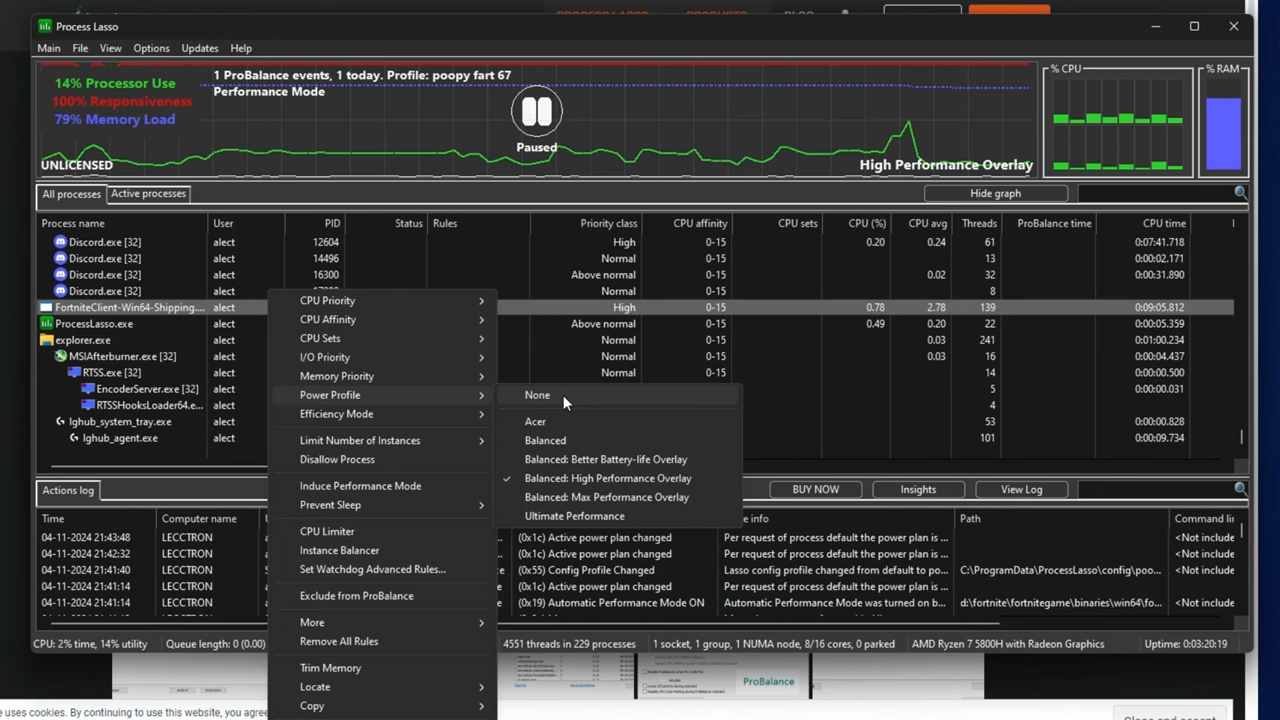 PROCESS LASSO PRODUCTS BLOG
Process Lasso
Main File View Options Updates Help
14% Processor Use
100% Responsiveness
79% Memory Load
UNLICENSED
1 ProBalance events, 1 today. Profile: poopy fart 67
Performance Mode
Paused
High Performance Overlay
% CPU
% RAM
All processes Active processes Hide graph
Process name User PID Status Rules Priority class CPU affinity CPU sets CPU (%) CPU avg Threads ProBalance time CPU time
Discord.exe [32] alect 12604 High 0-15 0.20 0.24 61 0:07:41.718
Discord.exe [32] alect 14496 Normal 0-15 13 0:00:02.171
Discord.exe [32] alect 16300 Above normal 0-15 0.02 32 0:00:31.890
Discord.exe [32] alect Normal 0-15 8
FortniteClient-Win64-Shipping.... alect High 0-15 0.78 2.78 139 0:09:05.812
ProcessLasso.exe alect Above normal 0-15 0.49 0.20 22 0:00:05.359
explorer.exe alect Normal 0-15 0.03 241 0:01:00.234
MSIAfterburner.exe [32] alect Normal 0-15 0.03 16 0:00:04.437
RTSS.exe [32] alect Normal 0-15 14 0:00:00.500
EncoderServer.exe [32] alect 5 0:00:00.031
RTSSHooksLoader64.e... alect 4
lghub_system_tray.exe alect 53 0:00:00.828
lghub_agent.exe alect 101 0:00:09.734
CPU Priority
CPU Affinity
CPU Sets
I/O Priority
Memory Priority
Power Profile
Efficiency Mode
Limit Number of Instances
Disallow Process
Induce Performance Mode
Prevent Sleep
CPU Limiter
Instance Balancer
Set Watchdog Advanced Rules...
Exclude from ProBalance
More
Remove All Rules
Trim Memory
Locate
Copy
None
Acer
Balanced
Balanced: Better Battery-life Overlay
Balanced: High Performance Overlay
Balanced: Max Performance Overlay
Ultimate Performance
Actions log BUY NOW Insights View Log
Time Computer name Path Command li
04-11-2024 21:43:48 LECCTRON (0x1c) Active power plan changed Per request of process default the power plan is ... <Not include
04-11-2024 21:42:32 LECCTRON (0x1c) Active power plan changed Per request of process default the power plan is ... <Not include
04-11-2024 21:41:14 LECCTRON (0x55) Config Profile Changed Lasso config profile changed from default to po... C:\ProgramData\ProcessLasso\config\poo... <Not include
04-11-2024 21:41:14 LECCTRON (0x1c) Active power plan changed Per request of process default the power plan is ... <Not include
04-11-2024 21:41:14 LECCTRON (0x19) Automatic Performance Mode ON Automatic Performance Mode was turned on b... d:\fortnite\fortnitegame\binaries\win64\fo... <Not include
CPU: 2% time, 14% utility Queue length: 0 (0.00) 4551 threads in 229 processes 1 socket, 1 group, 1 NUMA node, 8/16 cores, 0 parked AMD Ryzen 7 5800H with Radeon Graphics Uptime: 0:03:20:19
ProBalance
e uses cookies. By continuing to use this website, you agree
Close and accept